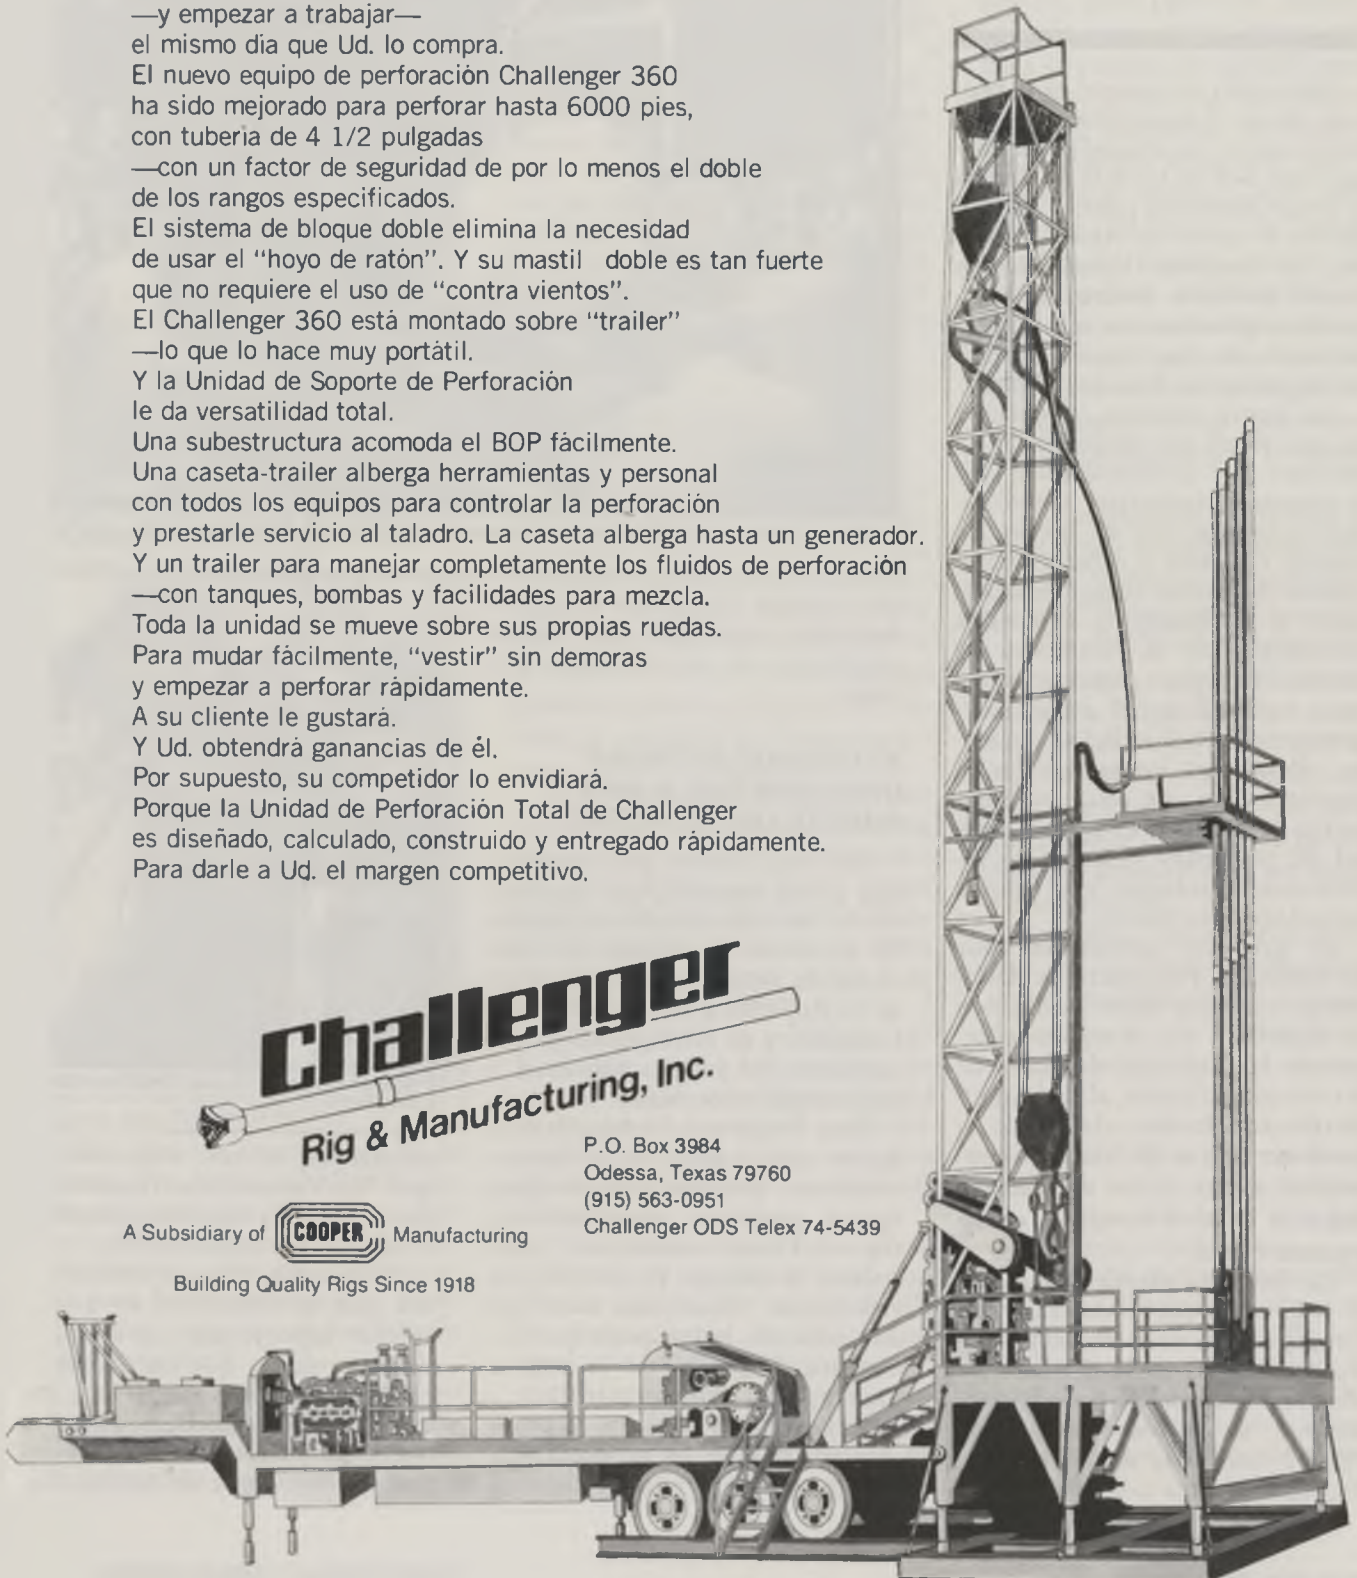 —y empezar a trabajar—
el mismo dia que Ud. lo compra.
El nuevo equipo de perforación Challenger 360
ha sido mejorado para perforar hasta 6000 pies,
con tuberia de 4 1/2 pulgadas
—con un factor de seguridad de por lo menos el doble
de los rangos especificados.
El sistema de bloque doble elimina la necesidad
de usar el “hoyo de ratón”. Y su mastil doble es tan fuerte
que no requiere el uso de “contra vientos”.
El Challenger 360 está montado sobre “trailer”
—lo que lo hace muy portátil.
Y la Unidad de Soporte de Perforación
le da versatilidad total.
Una subestructura acomoda el BOP fácilmente.
Una caseta-trailer alberga herramientas y personal
con todos los equipos para controlar la perforación
y prestarle servicio al taladro. La caseta alberga hasta un generador.
Y un trailer para manejar completamente los fluidos de perforación
—con tanques, bombas y facilidades para mezcla.
Toda la unidad se mueve sobre sus propias ruedas.
Para mudar fácilmente, “vestir” sin demoras
y empezar a perforar rápidamente.
A su cliente le gustará.
Y Ud. obtendrá ganancias de él.
Por supuesto, su competidor lo envidiará.
Porque la Unidad de Perforación Total de Challenger
es diseñado, calculado, construido y entregado rápidamente.
Para darle a Ud. el margen competitivo.
Challenger
Rig & Manufacturing, Inc.
P.O. Box 3984
Odessa, Texas 79760
(915) 563-0951
Challenger ODS Telex 74-5439
A Subsidiary of COOPER Manufacturing
Building Quality Rigs Since 1918